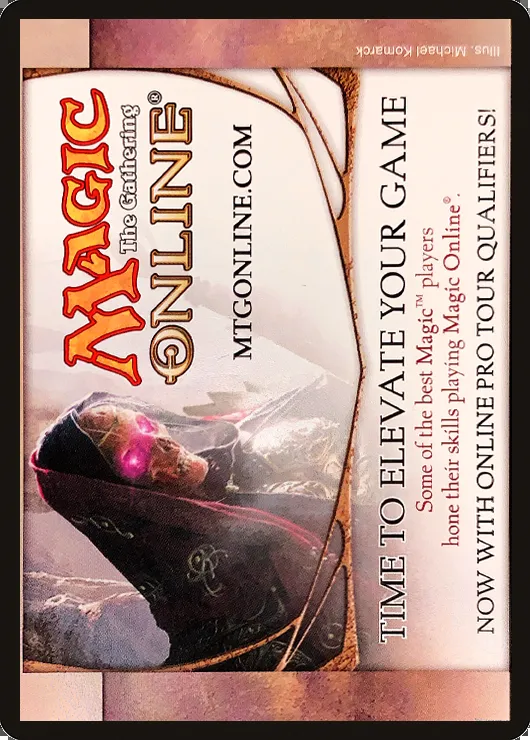 MAGIC
The Gathering
ONLINE®
MTGONLINE.COM
TIME TO ELEVATE YOUR GAME
Some of the best Magic™ players
hone their skills playing Magic Online®.
NOW WITH ONLINE PRO TOUR QUALIFIERS!
Illus. Michael Komarck